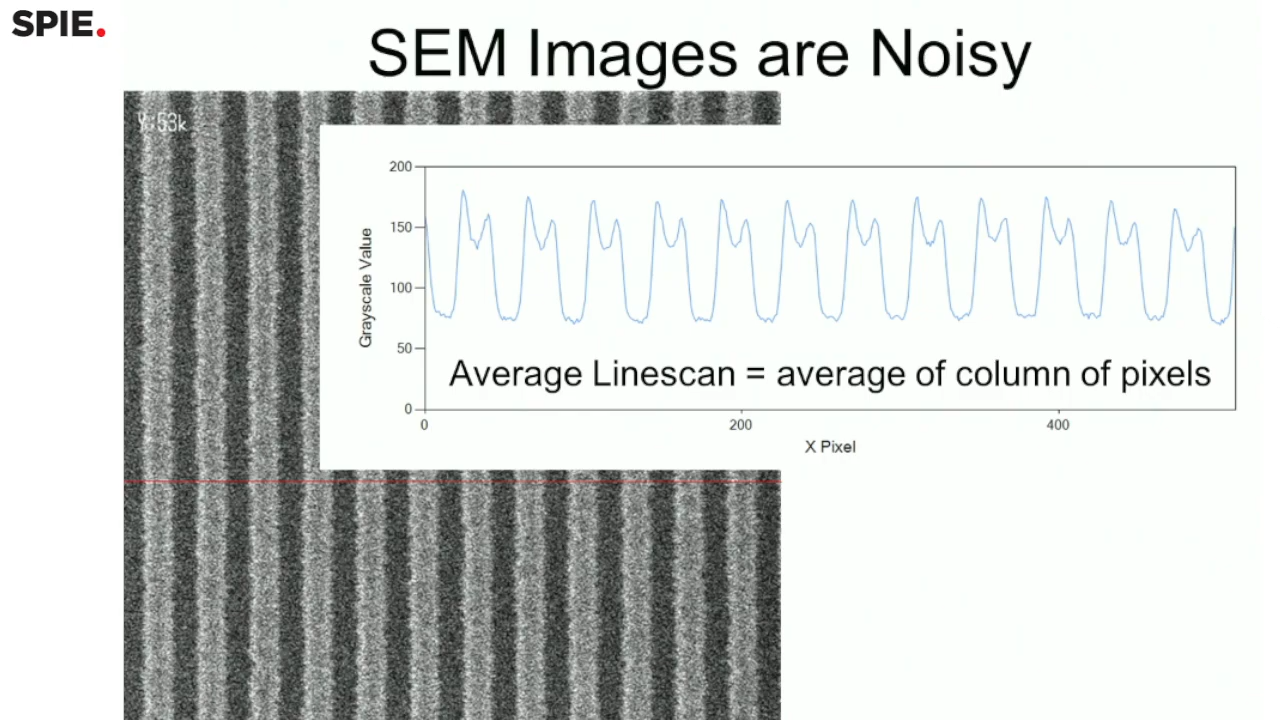 SPIE.
SEM Images are Noisy
200
150
100
50
0
Grayscale Value
Average Linescan = average of column of pixels
0 200 400
X Pixel